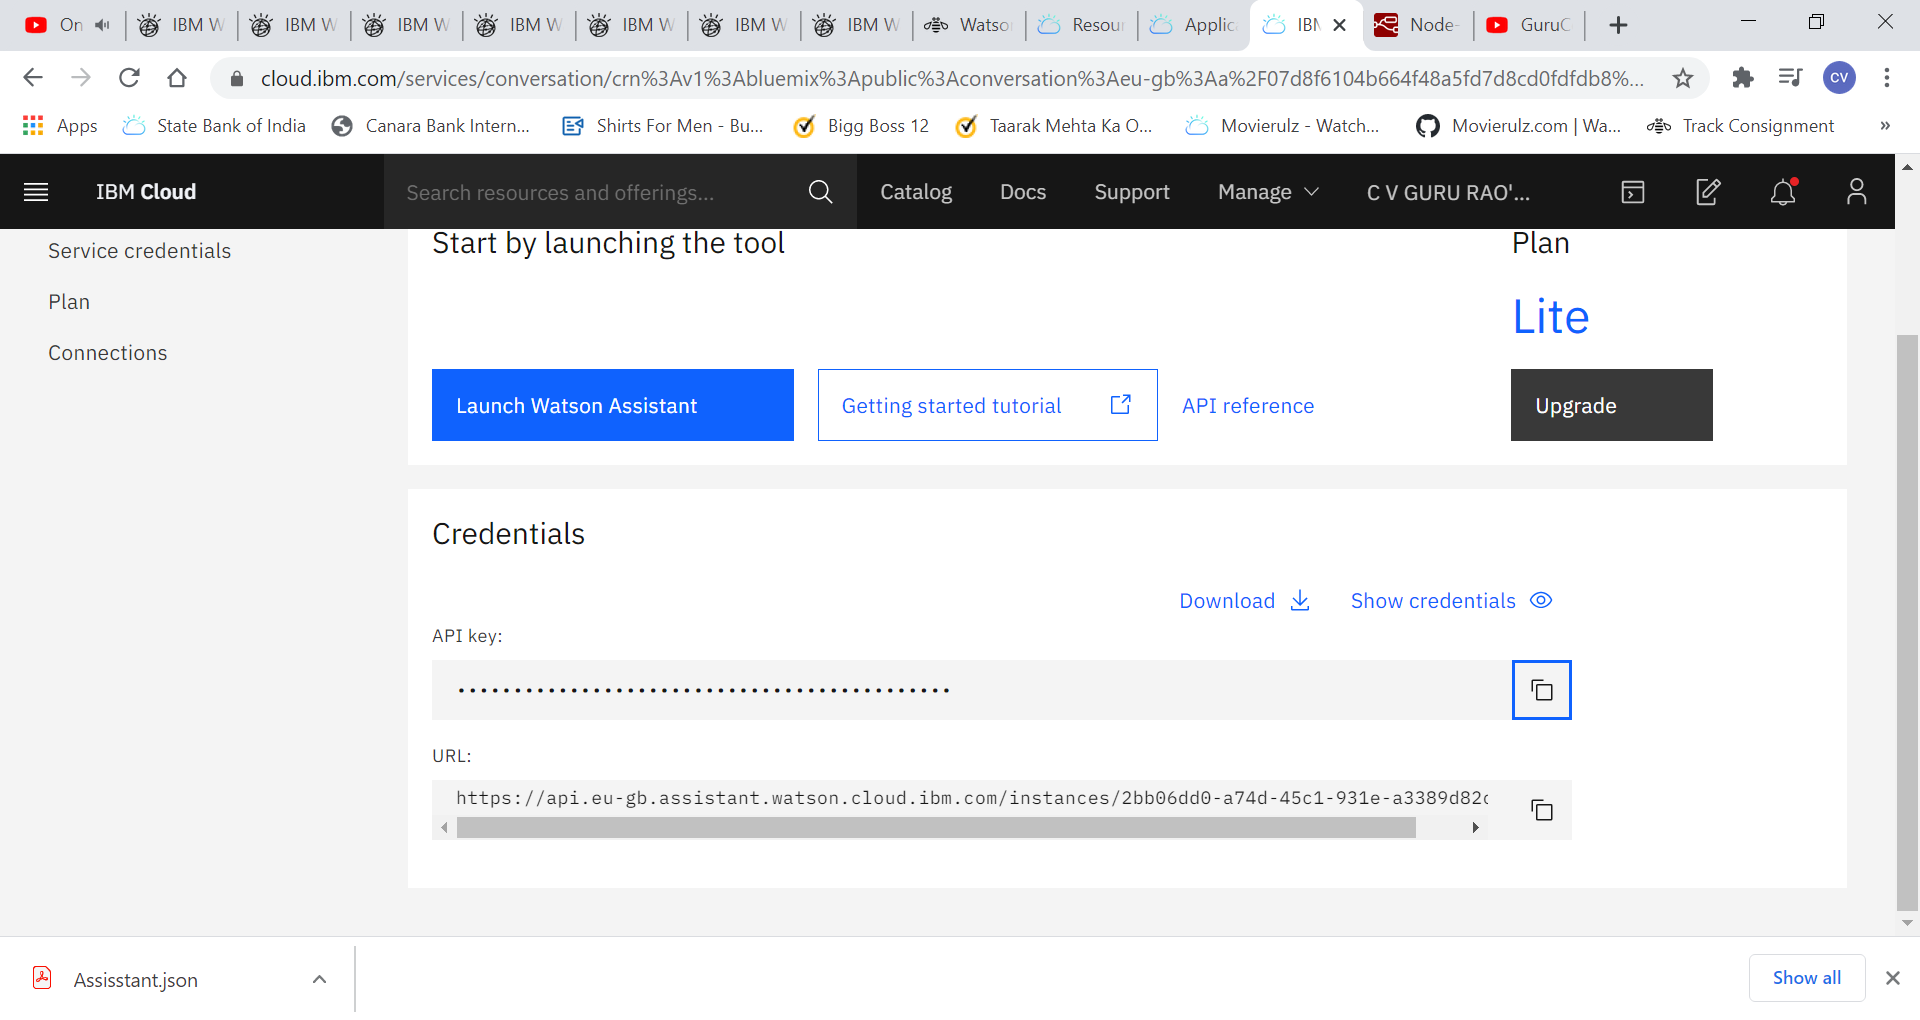 On
IBM W
IBM W
IBM W
IBM W
IBM W
IBM W
IBM W
Watso
Resour
Applic
IBM
Node-
GuruC
cloud.ibm.com/services/conversation/crn%3Av1%3Abluemix%3Apublic%3Aconversation%3Aeu-gb%3Aa%2F07d8f6104b664f48a5fd7d8cd0fdfdb8%...
CV
Apps
State Bank of India
Canara Bank Intern...
Shirts For Men - Bu...
Bigg Boss 12
Taarak Mehta Ka O...
Movierulz - Watch...
Movierulz.com | Wa...
Track Consignment
»
IBM Cloud
Search resources and offerings...
Catalog
Docs
Support
Manage
C V GURU RAO'...
Service credentials
Plan
Connections
Start by launching the tool
Plan
Lite
Launch Watson Assistant
Getting started tutorial
API reference
Upgrade
Credentials
Download
Show credentials
API key:
••••••••••••••••••••••••••••••••••••••••••••
URL:
https://api.eu-gb.assistant.watson.cloud.ibm.com/instances/2bb06dd0-a74d-45c1-931e-a3389d82c
Assisstant.json
Show all